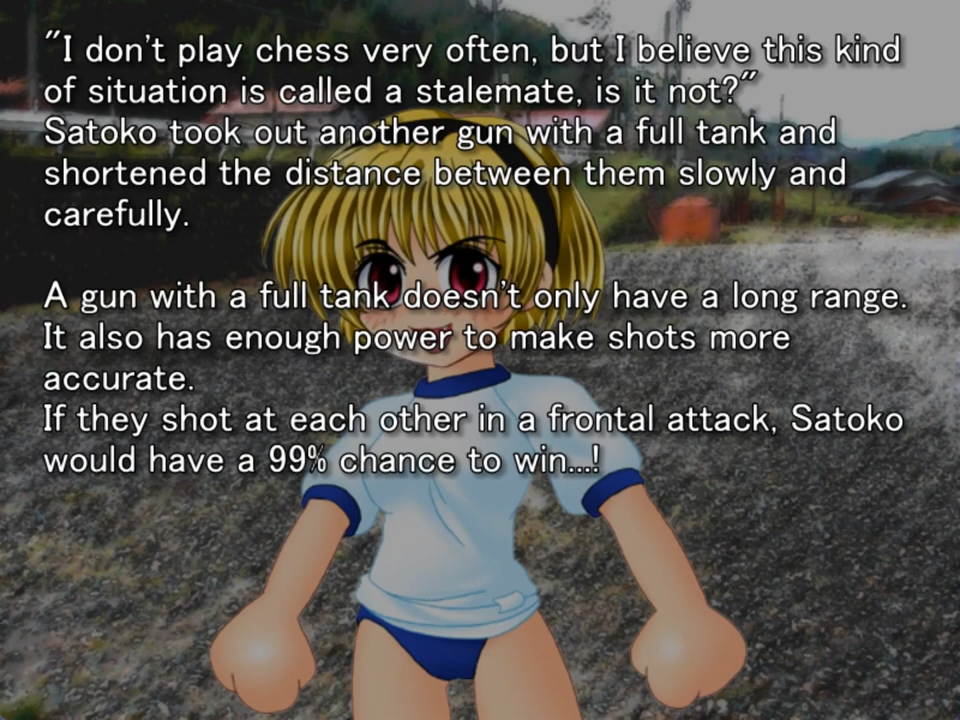 "I don't play chess very often, but I believe this kind
of situation is called a stalemate, is it not?"
Satoko took out another gun with a full tank and
shortened the distance between them slowly and
carefully.
A gun with a full tank doesn't only have a long range.
It also has enough power to make shots more
accurate.
If they shot at each other in a frontal attack, Satoko
would have a 99% chance to win...!